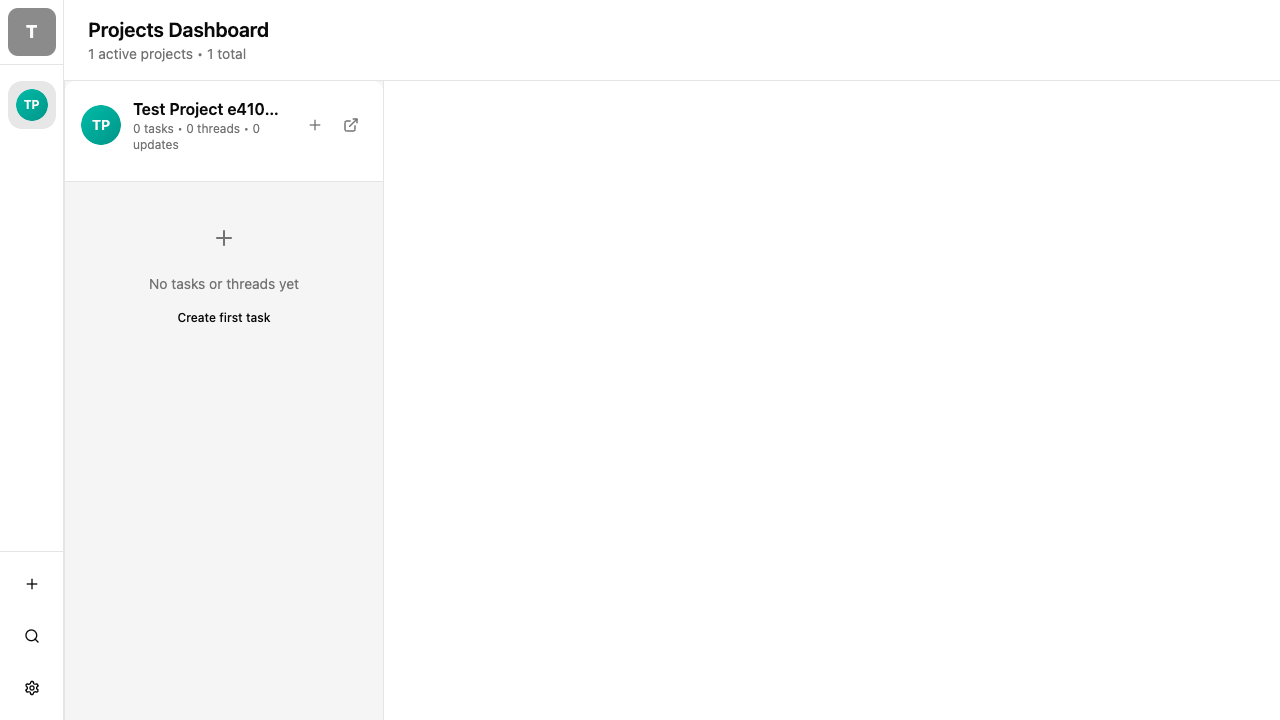 T
Projects Dashboard
1 active projects • 1 total
TP
TP
Test Project e410...
0 tasks • 0 threads • 0
updates
No tasks or threads yet
Create first task